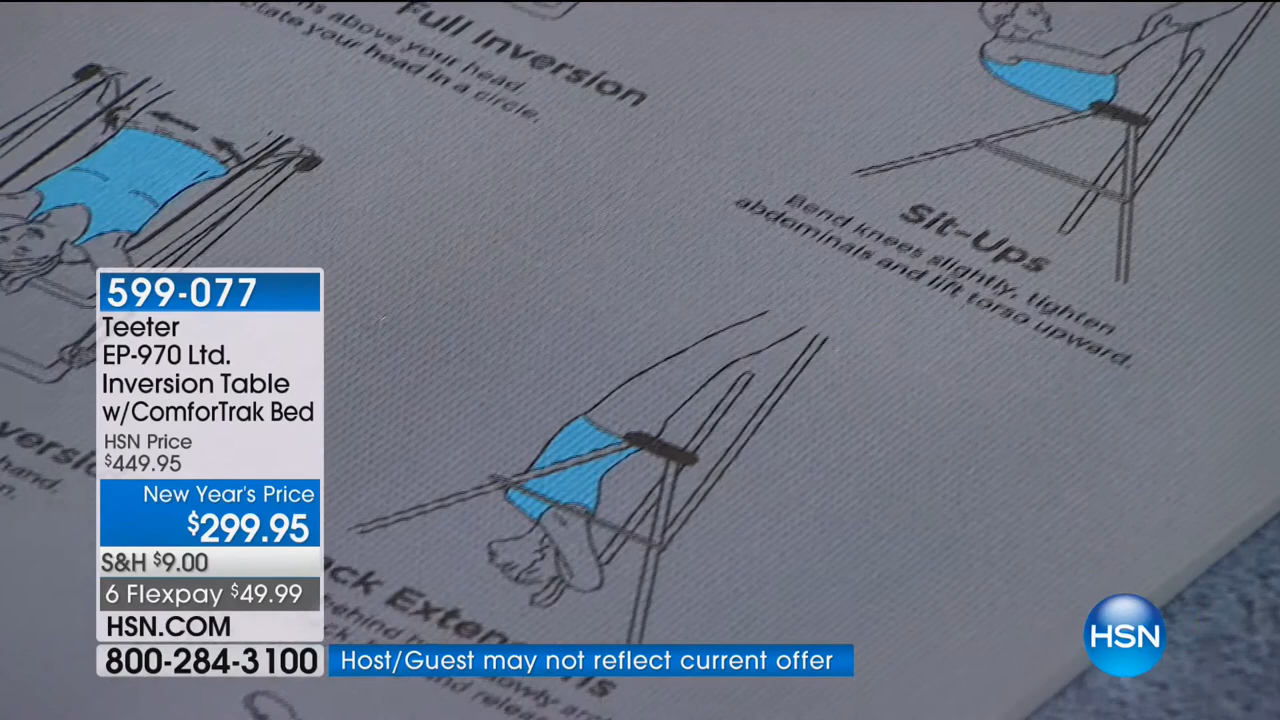 Full Inversion
above your head
rotate your head in a circle.
Sit-Ups
Bend knees slightly, tighten
abdominals and lift torso upward.
599-077
Teeter
EP-970 Ltd.
Inversion Table
w/ComforTrak Bed
HSN Price
$449.95
New Year's Price
$299.95
S&H $9.00
6 Flexpay $49.99
HSN.COM
800-284-3100
Host/Guest may not reflect current offer
HSN